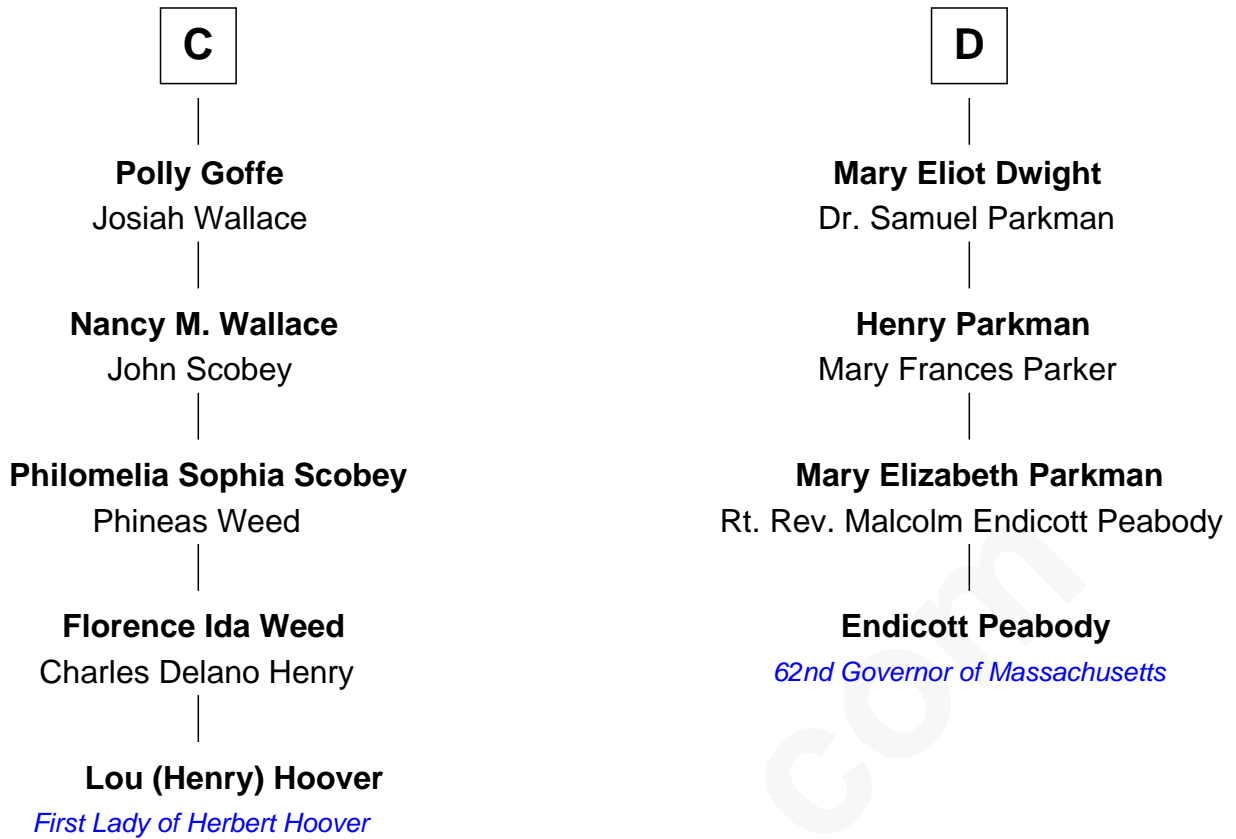 C
Polly Goffe
Josiah Wallace
Nancy M. Wallace
John Scobey
Philomelia Sophia Scobey
Phineas Weed
Florence Ida Weed
Charles Delano Henry
Lou (Henry) Hoover
First Lady of Herbert Hoover
D
Mary Eliot Dwight
Dr. Samuel Parkman
Henry Parkman
Mary Frances Parker
Mary Elizabeth Parkman
Rt. Rev. Malcolm Endicott Peabody
Endicott Peabody
62nd Governor of Massachusetts
com